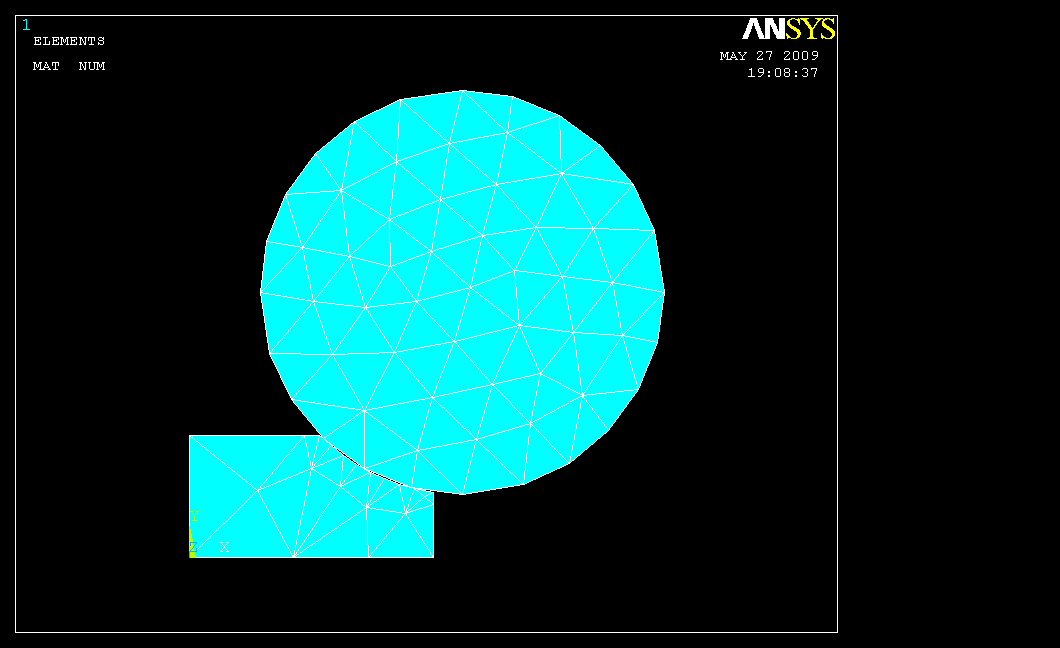 1
ELEMENTS
MAT NUM
ANSYS
MAY 27 2009
19:08:37
X